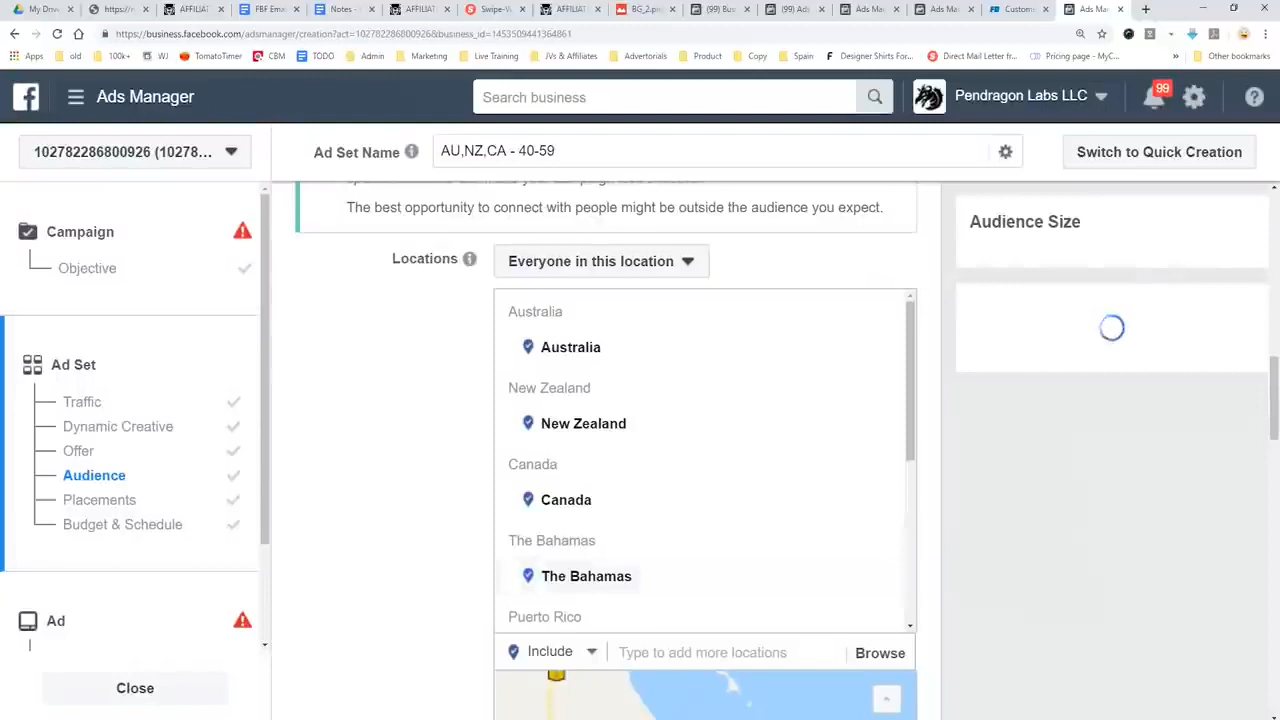 My Driv
https://n
AFFILIAT
FBF Ema
Notes -
AFFILIAT
Swipe-V
AFFILIAT
BG_2.p
(99) Bus
(99) Ad
Ads Ma
Ads Ma
Custome
Ads Ma
https://business.facebook.com/adsmanager/creation?act=102782286800926&business_id=1453509441364861
Apps
old
100k+
WJ
TomatoTimer
CBM
TODO
Admin
Marketing
Live Training
JVs & Affiliates
Advertorials
Product
Copy
Spain
Designer Shirts For...
Direct Mail Letter fr...
Pricing page - MyC...
»
Other bookmarks
Ads Manager
Search business
Pendragon Labs LLC
99
102782286800926 (10278...
Ad Set Name
AU,NZ,CA - 40-59
Switch to Quick Creation
The best opportunity to connect with people might be outside the audience you expect.
Campaign
Objective
Ad Set
Traffic
Dynamic Creative
Offer
Audience
Placements
Budget & Schedule
Ad
Close
Locations
Everyone in this location
Australia
Australia
New Zealand
New Zealand
Canada
Canada
The Bahamas
The Bahamas
Puerto Rico
Include
Type to add more locations
Browse
Audience Size